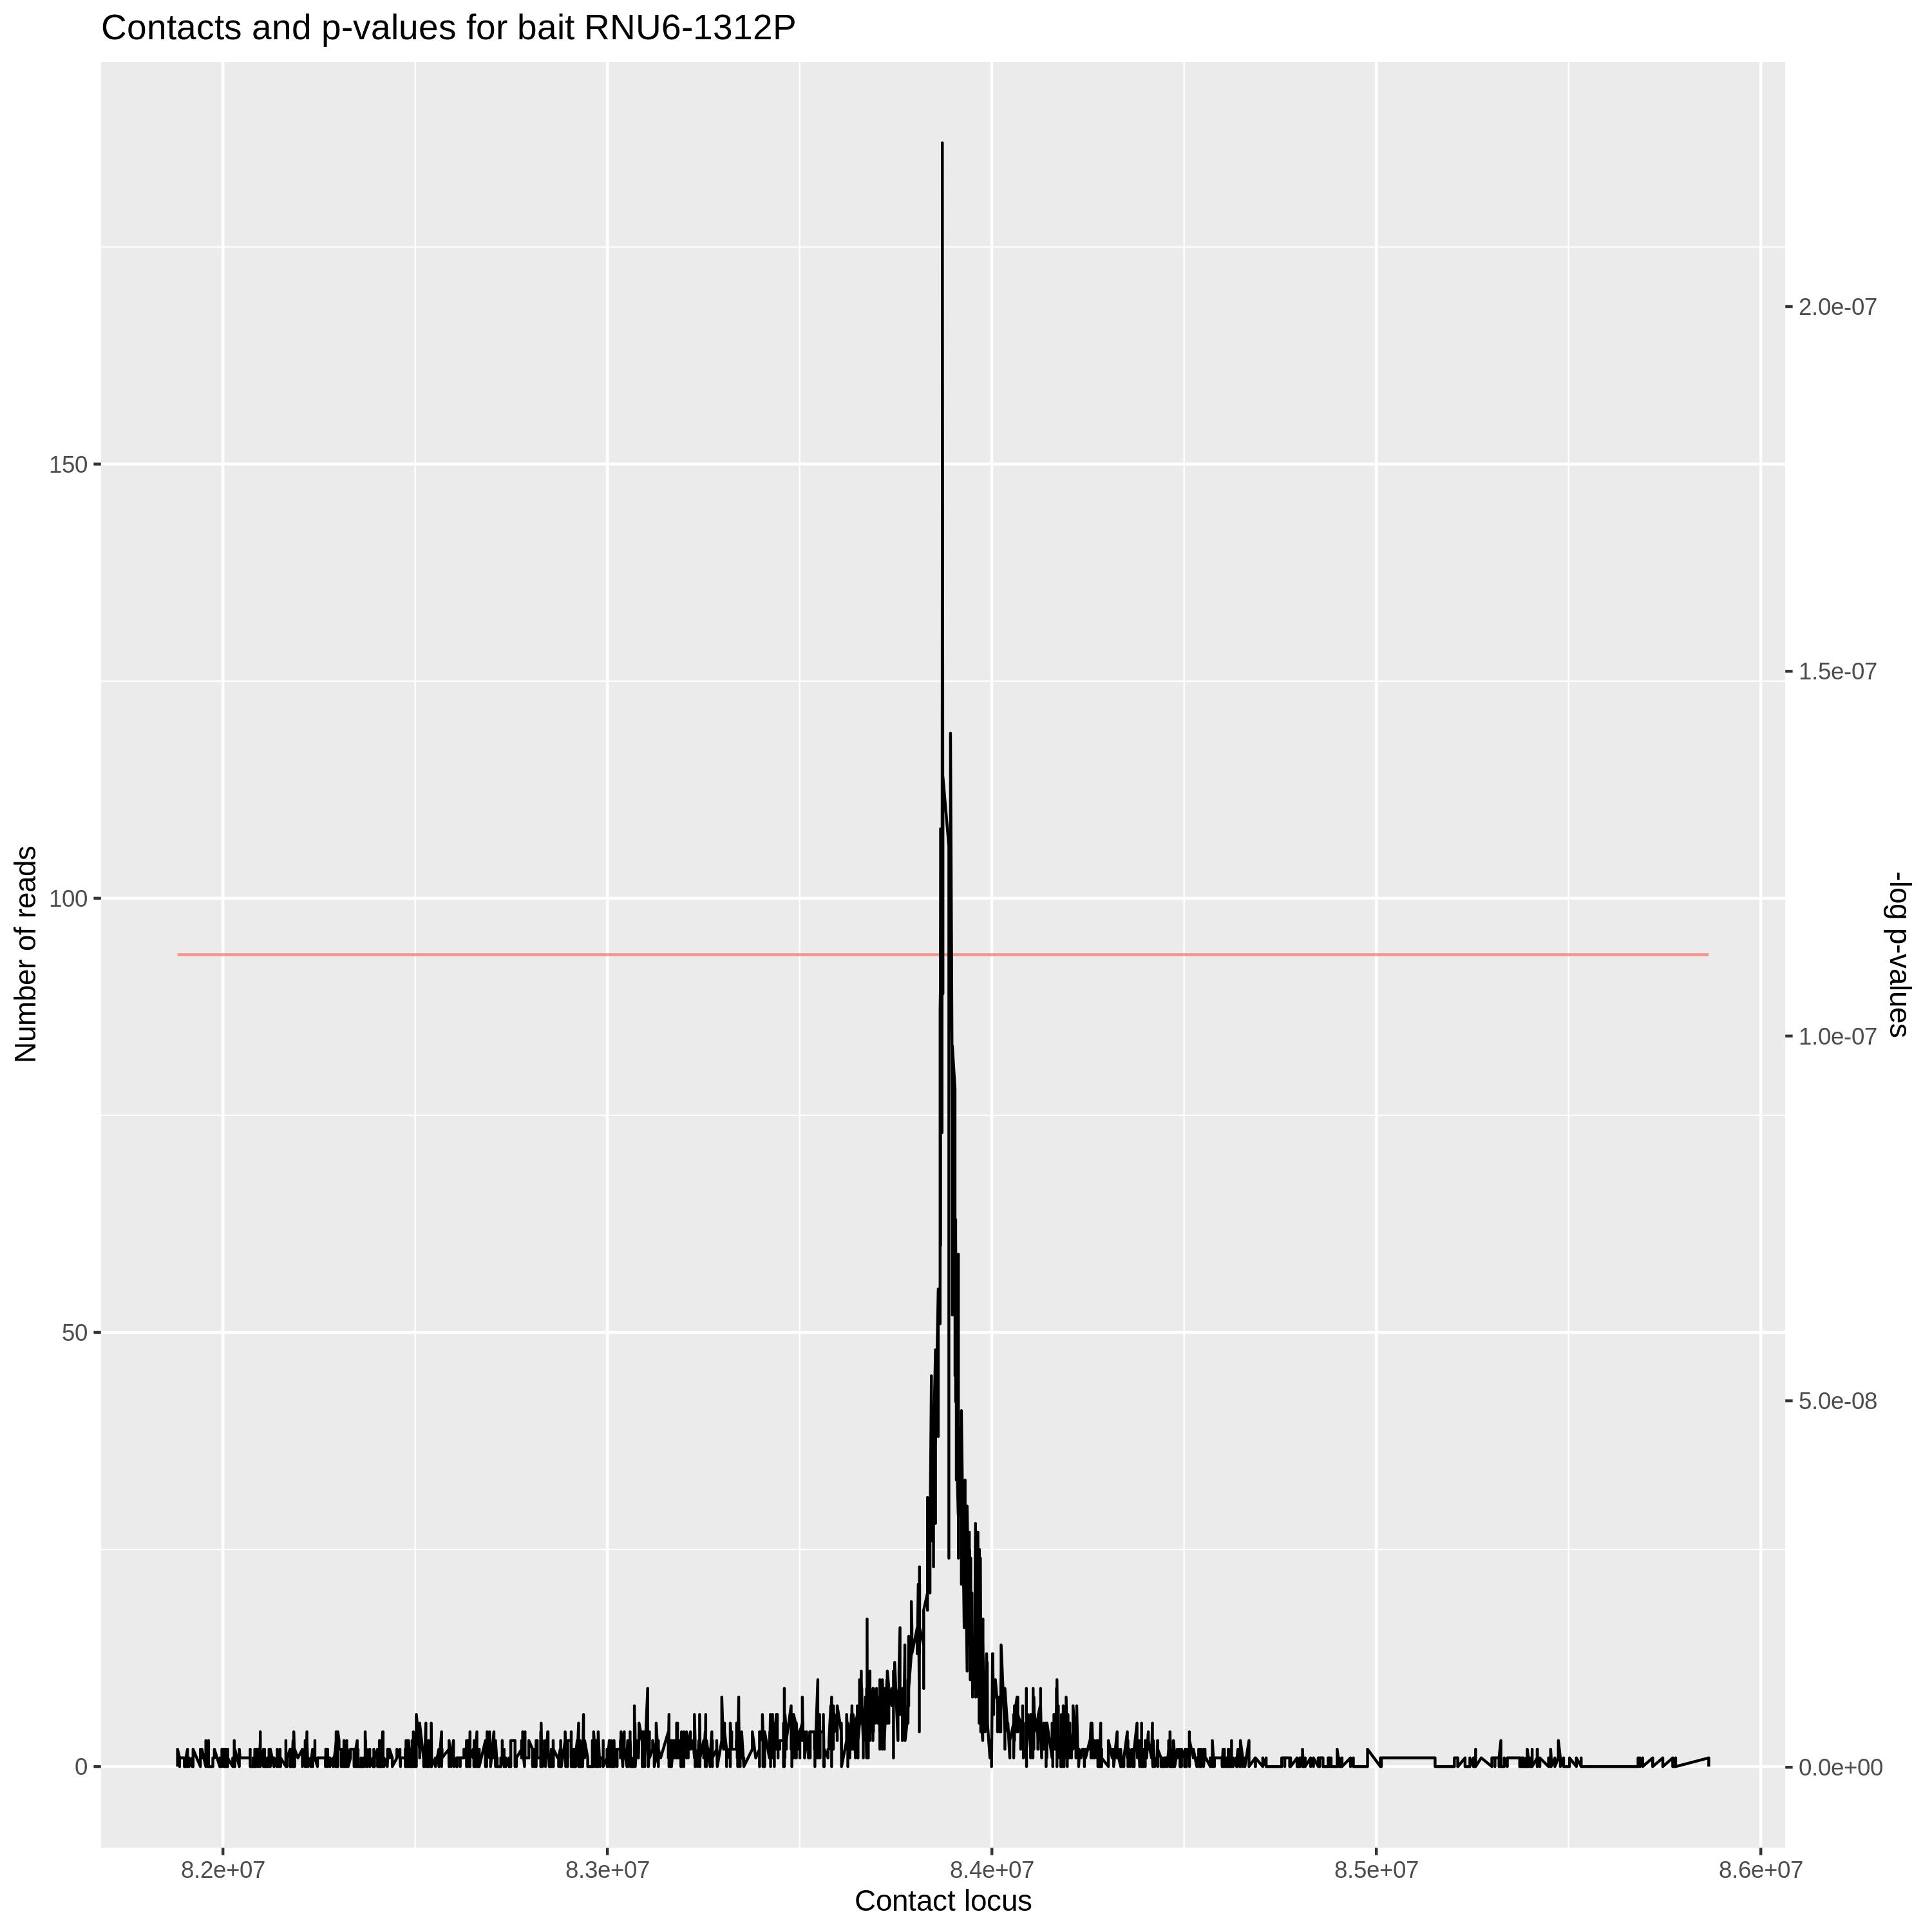 Contacts and p-values for bait RNU6-1312P
150
100
50
0
Number of reads
2.0e-07
1.5e-07
1.0e-07
5.0e-08
0.0e+00
-log p-values
8.2e+07
8.3e+07
8.4e+07
8.5e+07
8.6e+07
Contact locus